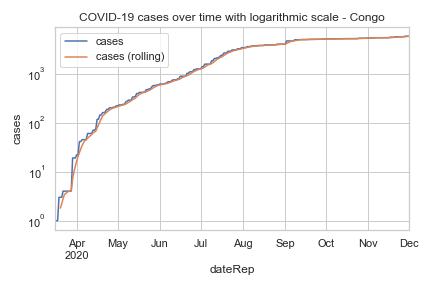 COVID-19 cases over time with logarithmic scale - Congo
cases
cases (rolling)
10³
10²
10¹
10⁰
cases
Apr
2020
May
Jun
Jul
Aug
Sep
Oct
Nov
Dec
dateRep